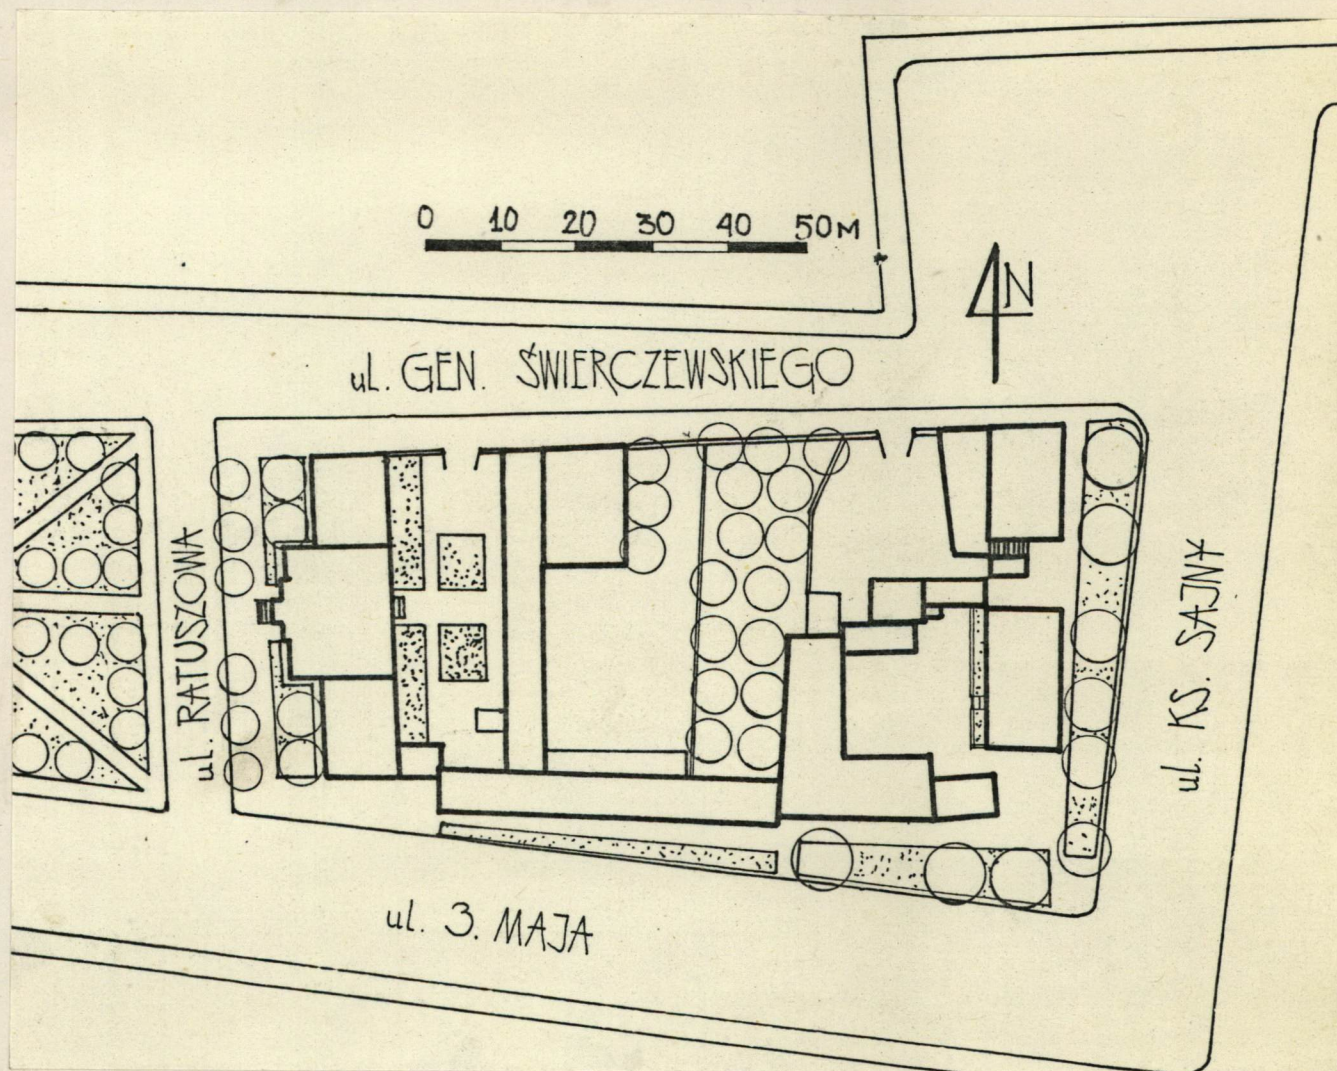 0 10 20 30 40 50M
N
ul. GEN. ŚWIERCZEWSKIEGO
ul. RATUSZOWA
ul. KS. SAJNY
ul. 3. MAJA